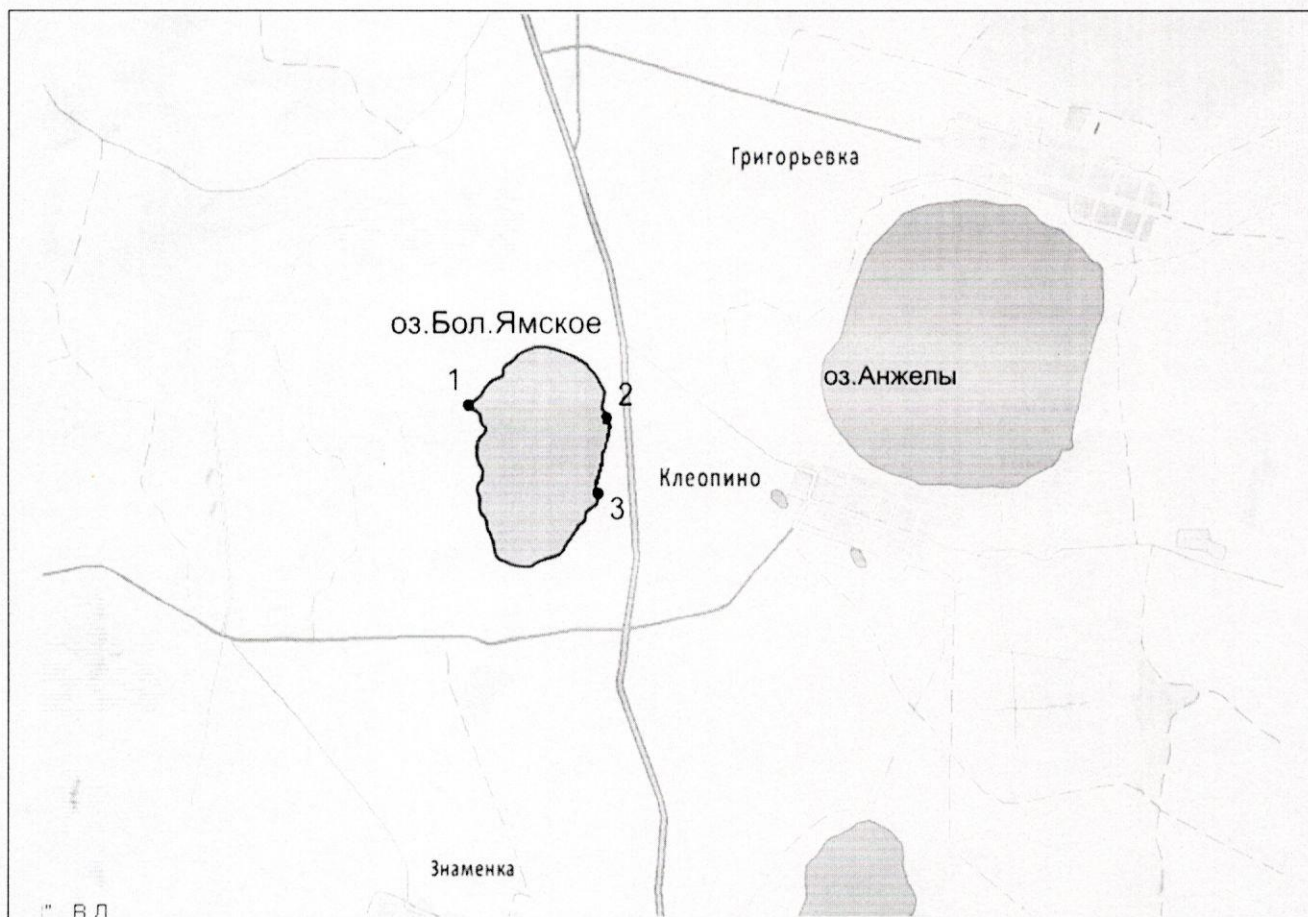 Григорьевка
оз.Бол.Ямское
1
2
оз.Анжелы
Клеопино
3
Знаменка